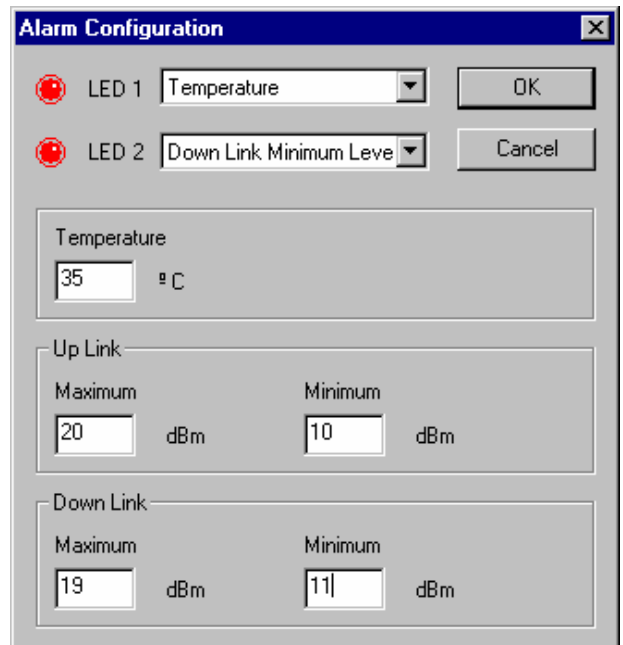 Alarm Configuration
LED 1 Temperature OK
LED 2 Down Link Minimum Leve Cancel
Temperature
35 º C
Up Link
Maximum Minimum
20 dBm 10 dBm
Down Link
Maximum Minimum
19 dBm 11 dBm